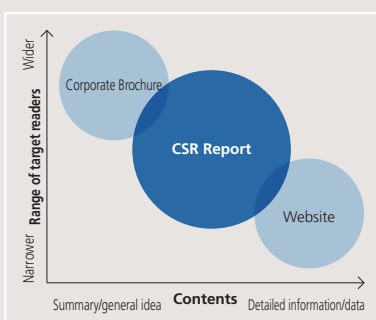 Wider
Range of target readers
Narrower
Corporate Brochure
CSR Report
Website
Summary/general idea
Contents
Detailed information/data